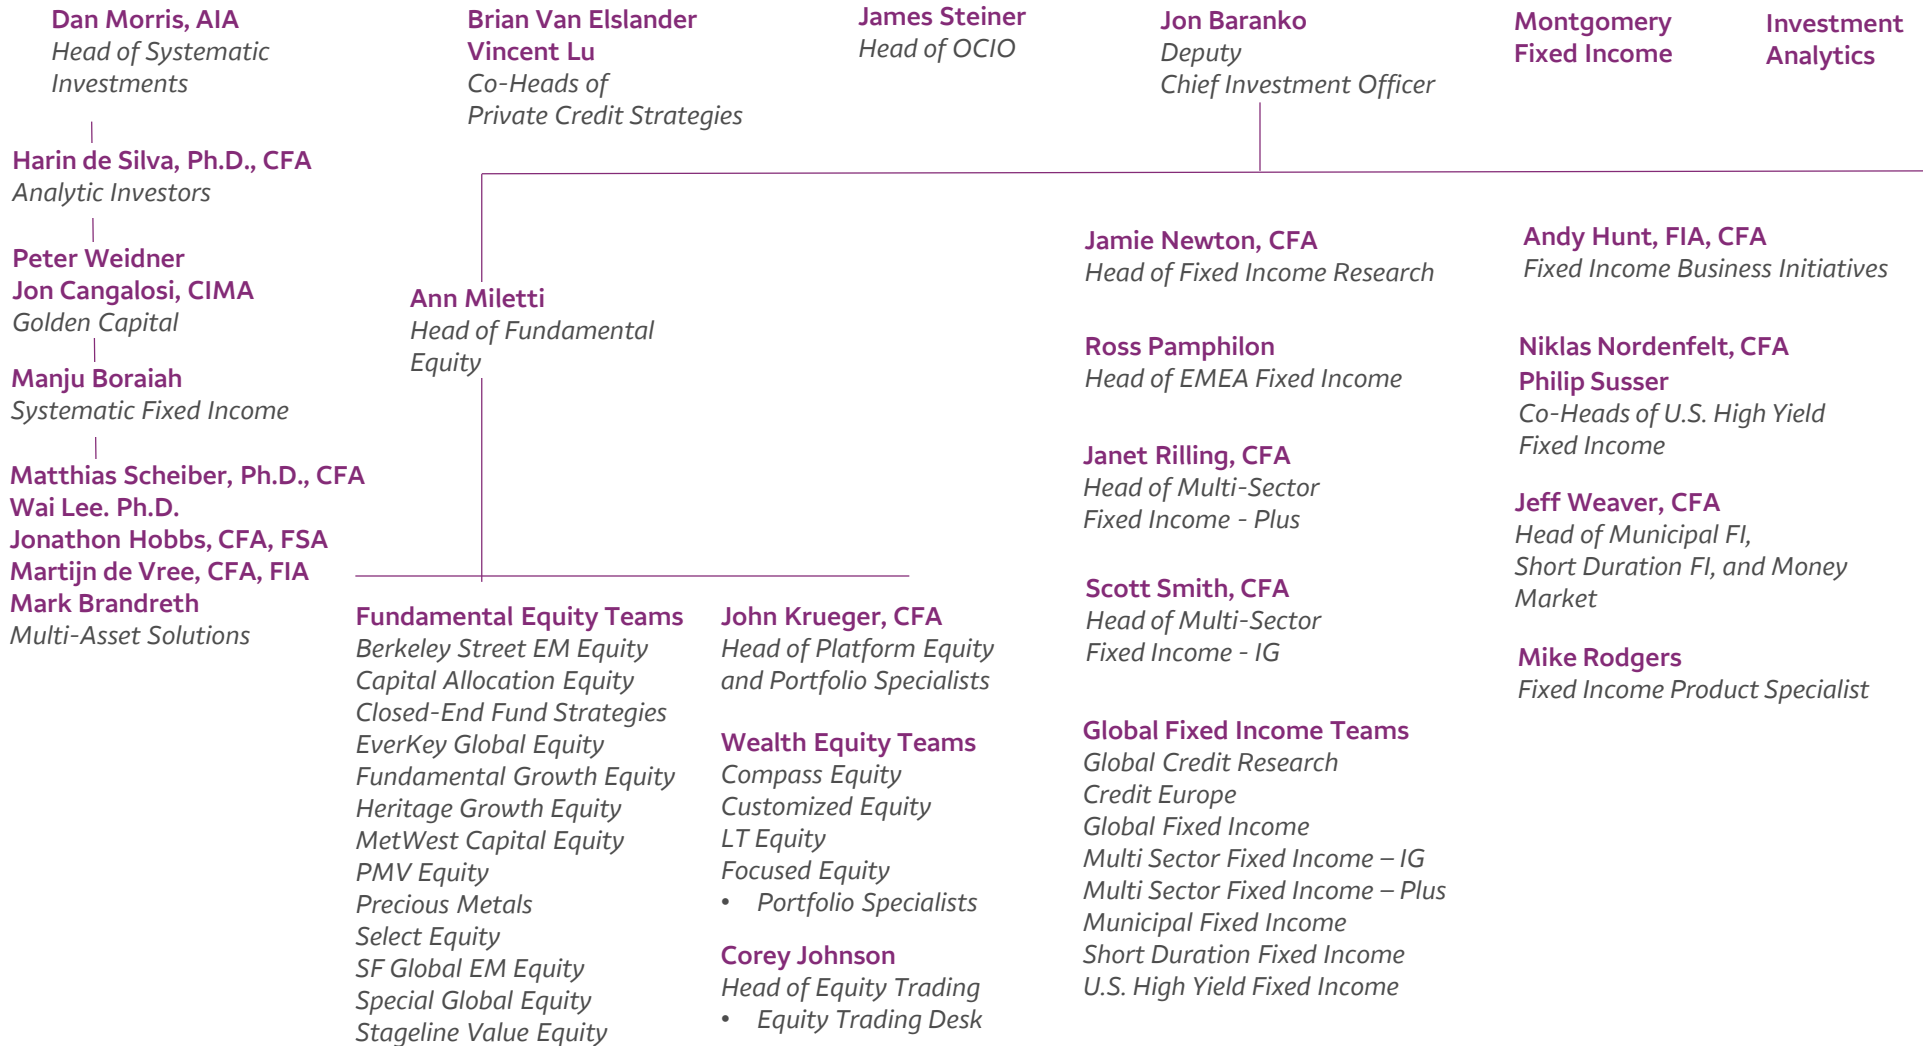 Dan Morris, AIA
Head of Systematic
Investments
Harin de Silva, Ph.D., CFA
Analytic Investors
Peter Weidner
Jon Cangalosi, CIMA
Golden Capital
Manju Boraiah
Systematic Fixed Income
Matthias Scheiber, Ph.D., CFA
Wai Lee. Ph.D.
Jonathon Hobbs, CFA, FSA
Martijn de Vree, CFA, FIA
Mark Brandreth
Multi-Asset Solutions
Brian Van Elslander
Vincent Lu
Co-Heads of
Private Credit Strategies
James Steiner
Head of OCIO
Jon Baranko
Deputy
Chief Investment Officer
Montgomery
Fixed Income
Investment
Analytics
Ann Miletti
Head of Fundamental
Equity
Fundamental Equity Teams
Berkeley Street EM Equity
Capital Allocation Equity
Closed-End Fund Strategies
EverKey Global Equity
Fundamental Growth Equity
Heritage Growth Equity
MetWest Capital Equity
PMV Equity
Precious Metals
Select Equity
SF Global EM Equity
Special Global Equity
Stageline Value Equity
John Krueger, CFA
Head of Platform Equity
and Portfolio Specialists
Wealth Equity Teams
Compass Equity
Customized Equity
LT Equity
Focused Equity
• Portfolio Specialists
Corey Johnson
Head of Equity Trading
• Equity Trading Desk
Jamie Newton, CFA
Head of Fixed Income Research
Ross Pamphilon
Head of EMEA Fixed Income
Janet Rilling, CFA
Head of Multi-Sector
Fixed Income - Plus
Scott Smith, CFA
Head of Multi-Sector
Fixed Income - IG
Global Fixed Income Teams
Global Credit Research
Credit Europe
Global Fixed Income
Multi Sector Fixed Income – IG
Multi Sector Fixed Income – Plus
Municipal Fixed Income
Short Duration Fixed Income
U.S. High Yield Fixed Income
Andy Hunt, FIA, CFA
Fixed Income Business Initiatives
Niklas Nordenfelt, CFA
Philip Susser
Co-Heads of U.S. High Yield
Fixed Income
Jeff Weaver, CFA
Head of Municipal FI,
Short Duration FI, and Money
Market
Mike Rodgers
Fixed Income Product Specialist